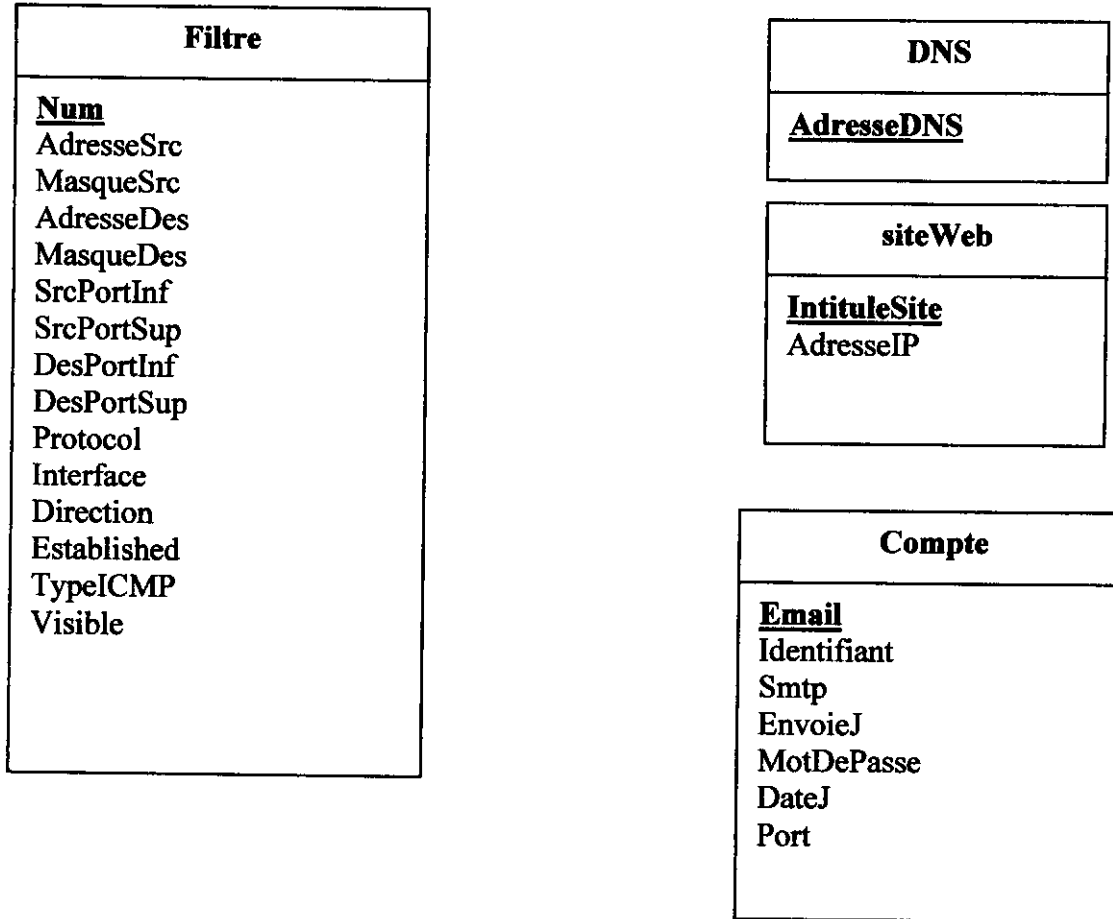 Filtre
Num
AdresseSrc
MasqueSrc
AdresseDes
MasqueDes
SrcPortInf
SrcPortSup
DesPortInf
DesPortSup
Protocol
Interface
Direction
Established
TypeICMP
Visible
DNS
AdresseDNS
siteWeb
IntituleSite
AdresseIP
Compte
Email
Identifiant
Smtp
EnvoieJ
MotDePasse
DateJ
Port